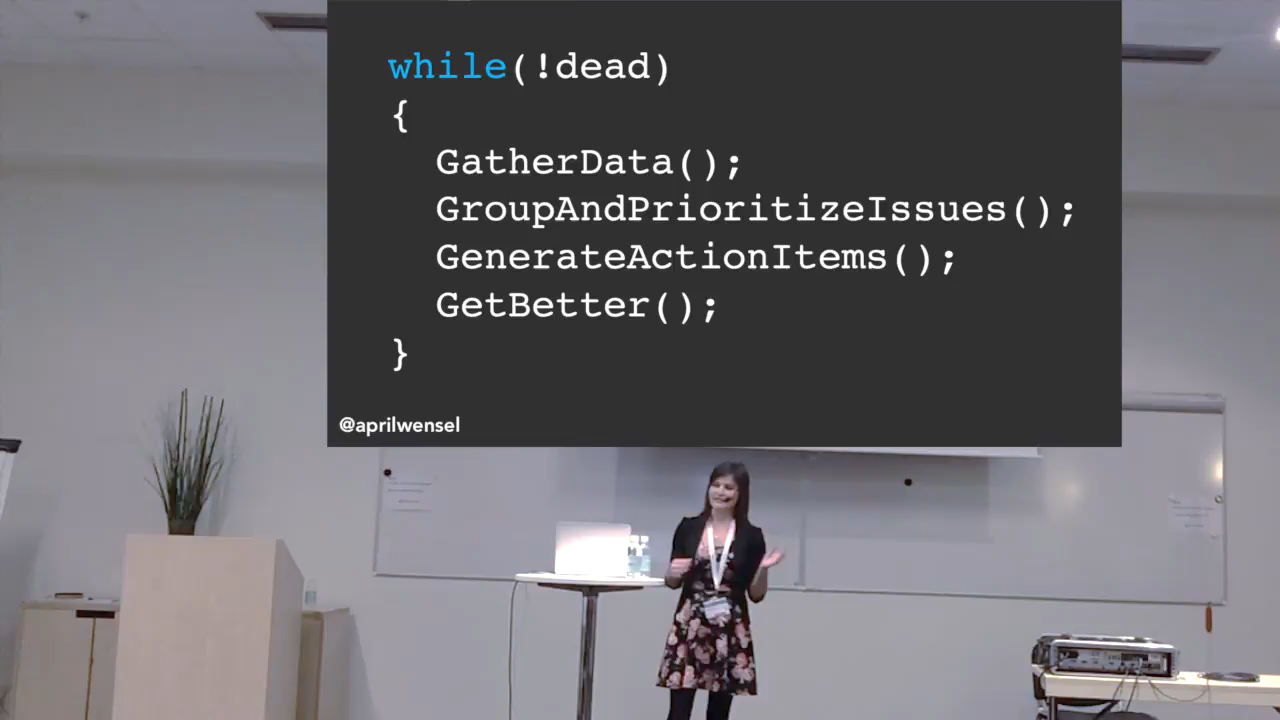 while(!dead)
{
GatherData();
GroupAndPrioritizeIssues();
GenerateActionItems();
GetBetter();
}
@aprilwensel